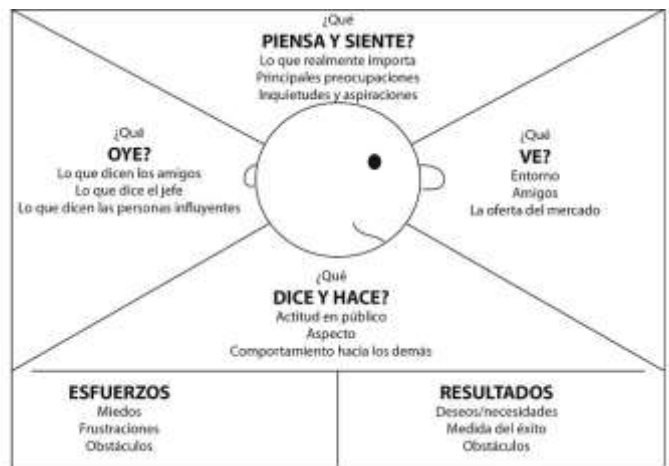 ¿Qué
PIENSA Y SIENTE?
Lo que realmente importa
Principales preocupaciones
Inquietudes y aspiraciones
¿Qué
OYE?
Lo que dicen los amigos
Lo que dice el jefe
Lo que dicen las personas influyentes
¿Qué
VE?
Entorno
Amigos
La oferta del mercado
¿Qué
DICE Y HACE?
Actitud en público
Aspecto
Comportamiento hacia los demás
ESFUERZOS
Miedos
Frustraciones
Obstáculos
RESULTADOS
Deseos/necesidades
Medida del éxito
Obstáculos